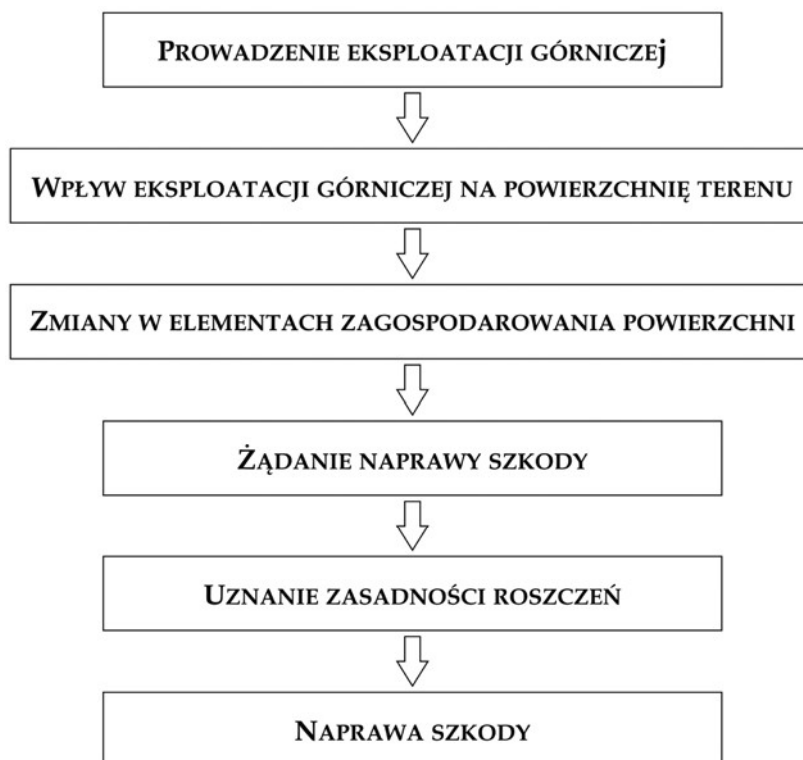 PROWADZENIE EKSPLOATACJI GÓRNICZEj
WPŁYW EKSPLOATACJI GÓRNICZEJ NA POWIERZCHNIĘ TERENU
ZMIANY W ELEMENTACH ZAGOSPODAROWANIA POWIERZCHNI
ŻĄDANIE NAPRAWY SZKODY
UZNANIE ZASADNOŚCI ROSZCZEŃ
NAPRAWA SZKODY